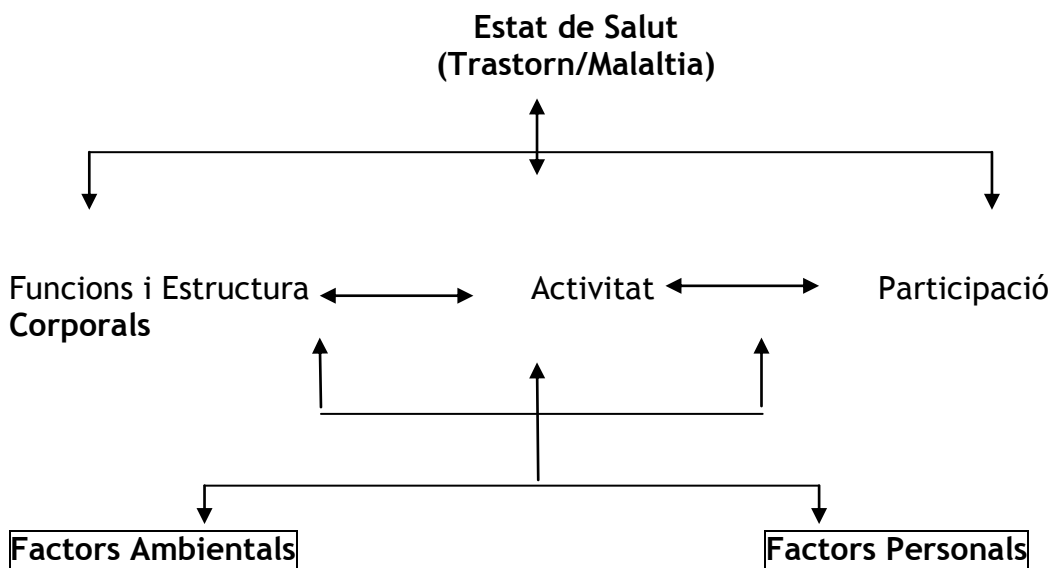 Estat de Salut
(Trastorn/Malaltia)
Funcions i Estructura
Corporals
Activitat
Participació
Factors Ambientals
Factors Personals